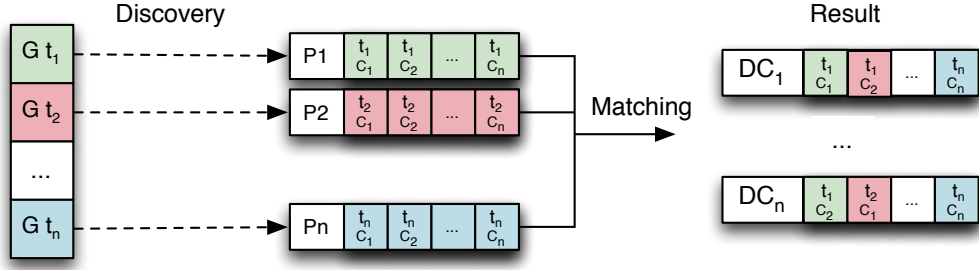 Discovery
Result
G t₁
P1 t₁ C₁ t₁ C₂ ... t₁ Cₙ
DC₁ t₁ C₁ t₁ C₂ ... tₙ Cₙ
G t₂
P2 t₂ C₁ t₂ C₂ ... t₂ Cₙ
Matching
...
...
G tₙ
Pn tₙ C₁ tₙ C₂ ... tₙ Cₙ
DCₙ t₁ C₂ t₂ C₁ ... tₙ Cₙ